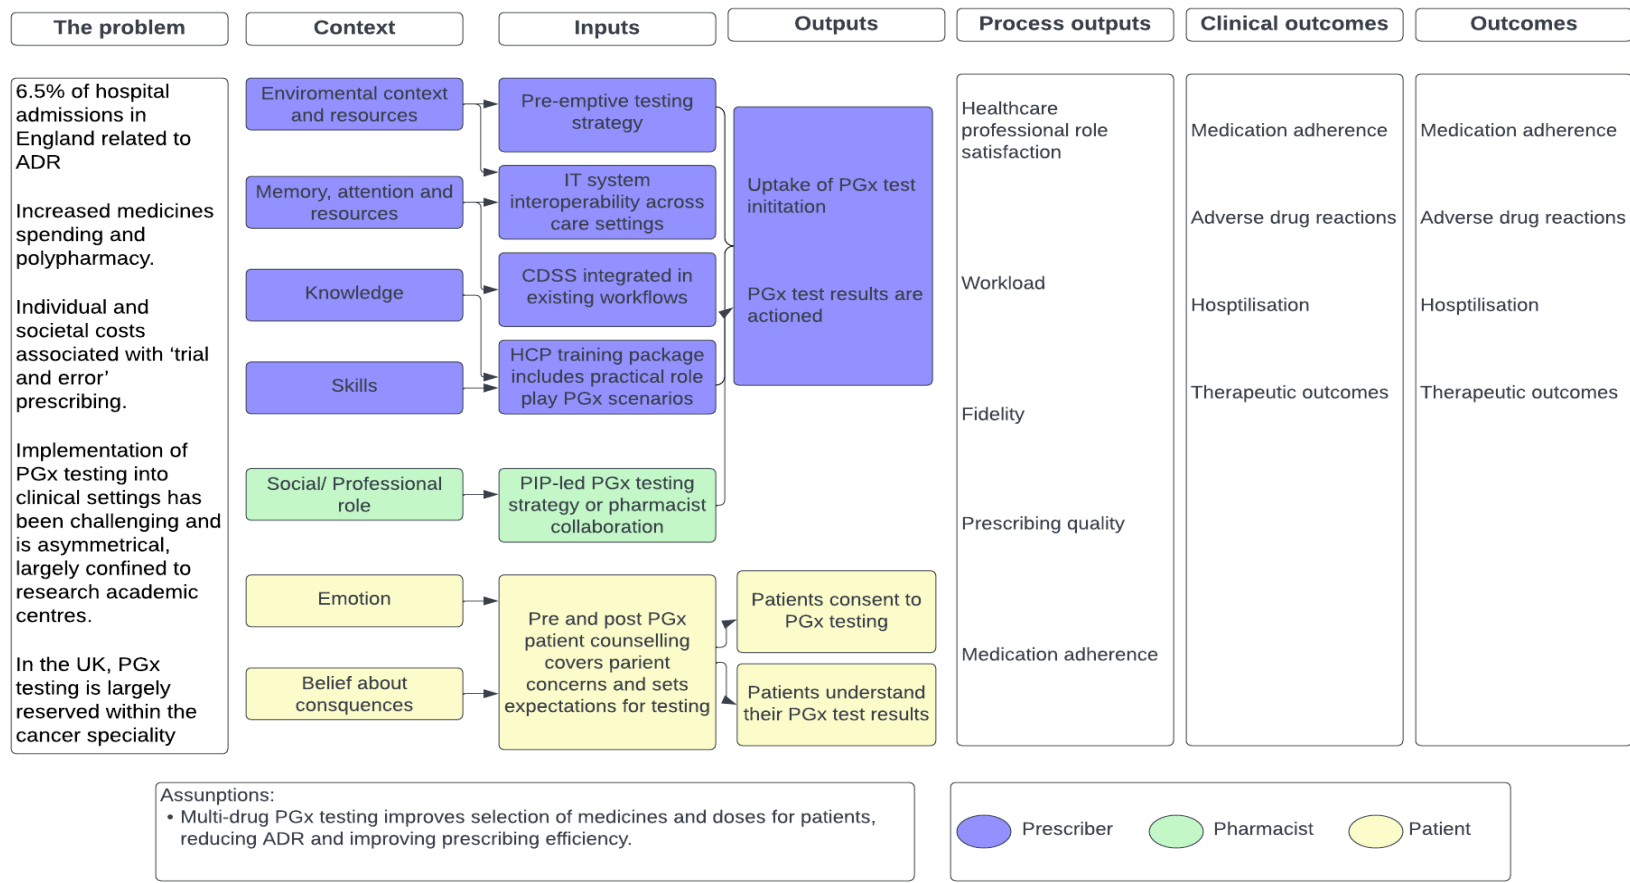 The problem
Context
Inputs
Outputs
Process outputs
Clinical outcomes
Outcomes
6.5% of hospital
admissions in
England related to
ADR
Increased medicines
spending and
polypharmacy.
Individual and
societal costs
associated with ‘trial
and error’
prescribing.
Implementation of
PGx testing into
clinical settings has
been challenging and
is asymmetrical,
largely confined to
research academic
centres.
In the UK, PGx
testing is largely
reserved within the
cancer speciality
Enviromental context
and resources
Memory, attention and
resources
Knowledge
Skills
Social/ Professional
role
Emotion
Belief about
consquences
Pre-emptive testing
strategy
IT system
interoperability across
care settings
CDSS integrated in
existing workflows
HCP training package
includes practical role
play PGx scenarios
PIP-led PGx testing
strategy or pharmacist
collaboration
Pre and post PGx
patient counselling
covers parient
concerns and sets
expectations for testing
Uptake of PGx test
inititation
PGx test results are
actioned
Patients consent to
PGx testing
Patients understand
their PGx test results
Healthcare
professional role
satisfaction
Workload
Fidelity
Prescribing quality
Medication adherence
Medication adherence
Adverse drug reactions
Hosptilisation
Therapeutic outcomes
Medication adherence
Adverse drug reactions
Hosptilisation
Therapeutic outcomes
Assumptions:
• Multi-drug PGx testing improves selection of medicines and doses for patients,
reducing ADR and improving prescribing efficiency.
Prescriber
Pharmacist
Patient